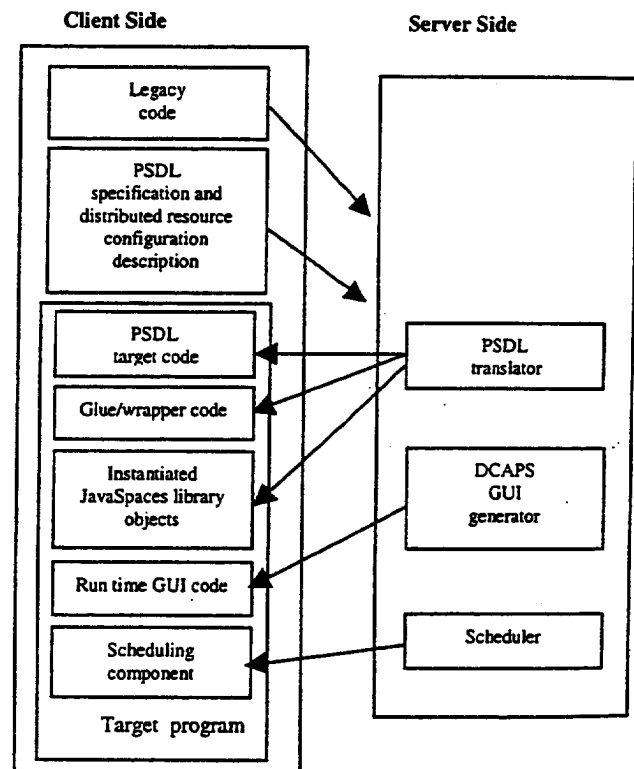 Client Side
Legacy
code
PSDL
specification and
distributed resource
configuration
description
PSDL
target code
Glue/wrapper code
Instantiated
JavaSpaces library
objects
Run time GUI code
Scheduling
component
Target program
Server Side
PSDL
translator
DCAPS
GUI
generator
Scheduler